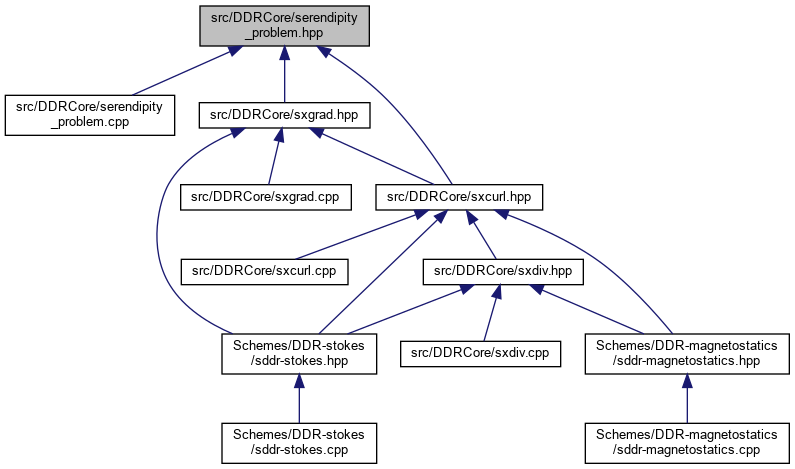 src/DDRCore/serendipity
_problem.hpp
src/DDRCore/serendipity
_problem.cpp
src/DDRCore/sxgrad.hpp
src/DDRCore/sxgrad.cpp
src/DDRCore/sxcurl.hpp
src/DDRCore/sxcurl.cpp
src/DDRCore/sxdiv.hpp
Schemes/DDR-stokes
/sddr-stokes.hpp
src/DDRCore/sxdiv.cpp
Schemes/DDR-magnetostatics
/sddr-magnetostatics.hpp
Schemes/DDR-stokes
/sddr-stokes.cpp
Schemes/DDR-magnetostatics
/sddr-magnetostatics.cpp